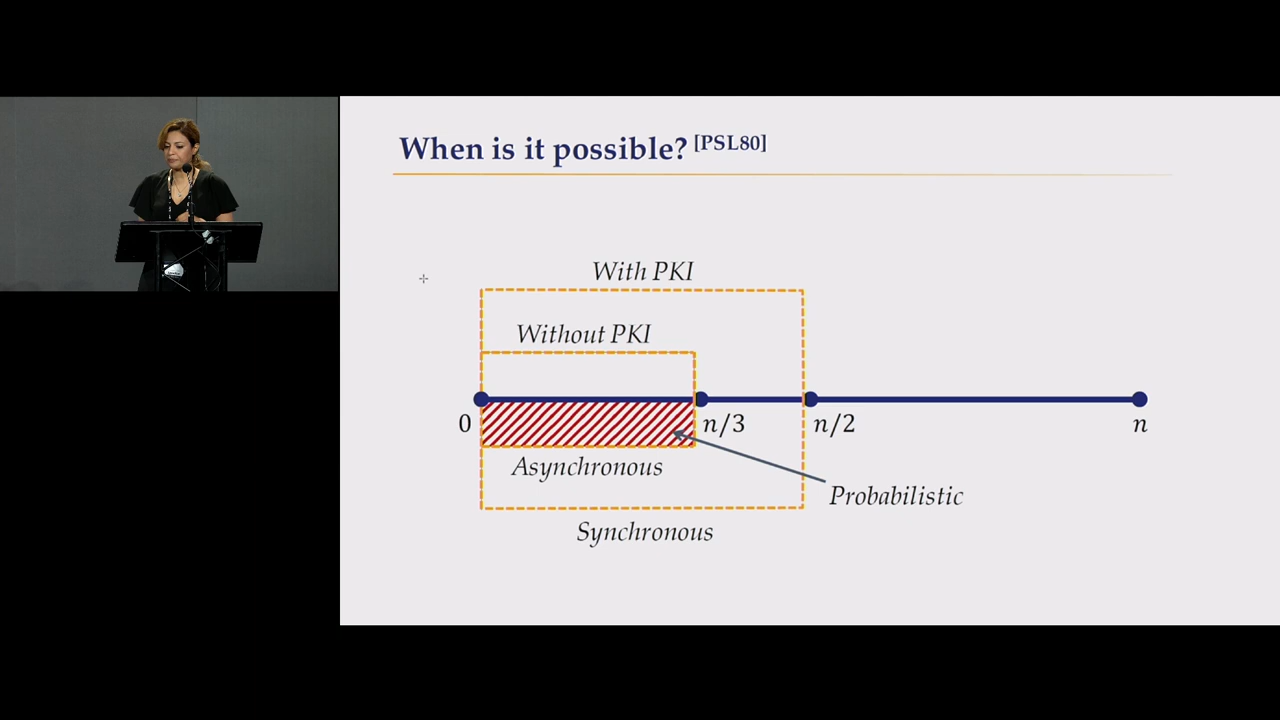 When is it possible? [PSL80]
With PKI
Without PKI
0
n/3
n/2
n
Asynchronous
Probabilistic
Synchronous